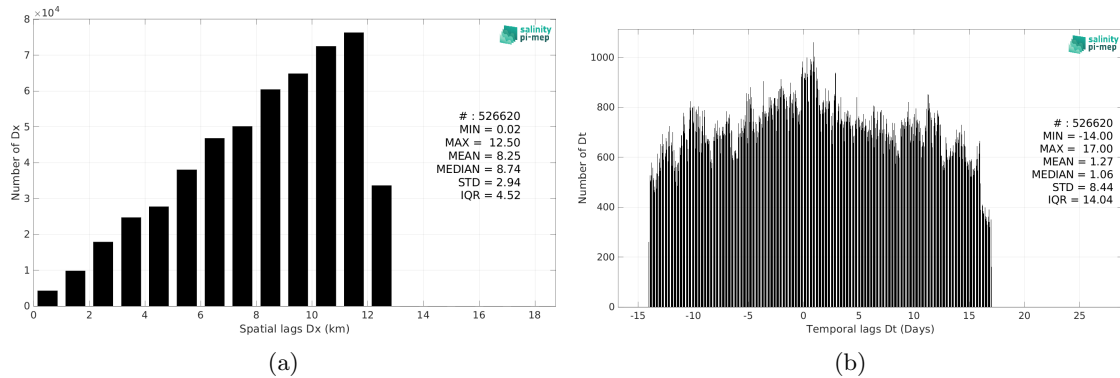 ×10⁴
8
7
6
5
4
3
2
1
0
Number of Dx
salinity
pi-mep
# : 526620
MIN = 0.02
MAX = 12.50
MEAN = 8.25
MEDIAN = 8.74
STD = 2.94
IQR = 4.52
0 2 4 6 8 10 12 14 16 18
Spatial lags Dx (km)
(a)
1000
800
600
400
200
0
Number of Dt
salinity
pi-mep
# : 526620
MIN = -14.00
MAX = 17.00
MEAN = 1.27
MEDIAN = 1.06
STD = 8.44
IQR = 14.04
-15 -10 -5 0 5 10 15 20 25
Temporal lags Dt (Days)
(b)